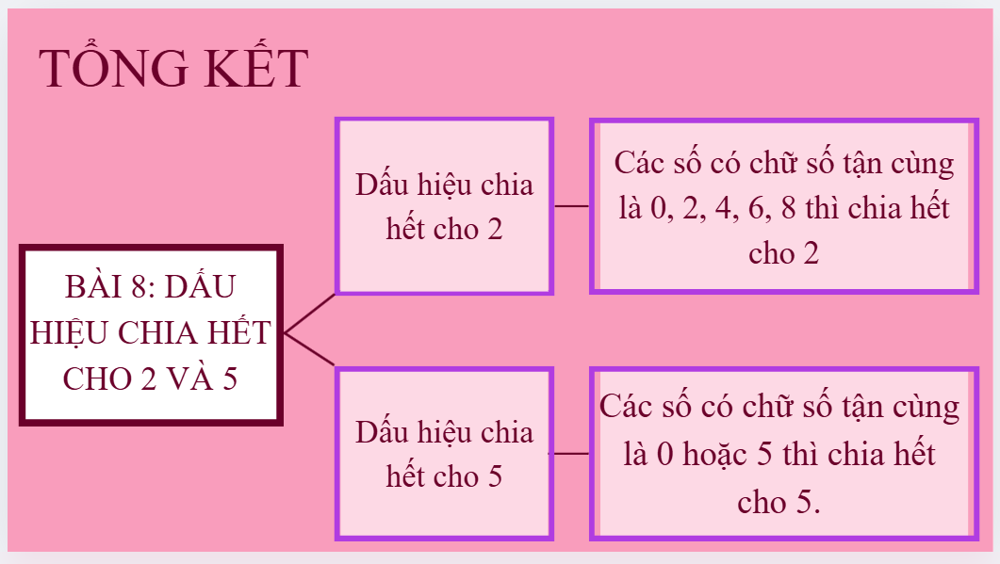 TỔNG KẾT
BÀI 8: DẤU
HIỆU CHIA HẾT
CHO 2 VÀ 5
Dấu hiệu chia
hết cho 2
Các số có chữ số tận cùng
là 0, 2, 4, 6, 8 thì chia hết
cho 2
Dấu hiệu chia
hết cho 5
Các số có chữ số tận cùng
là 0 hoặc 5 thì chia hết
cho 5.